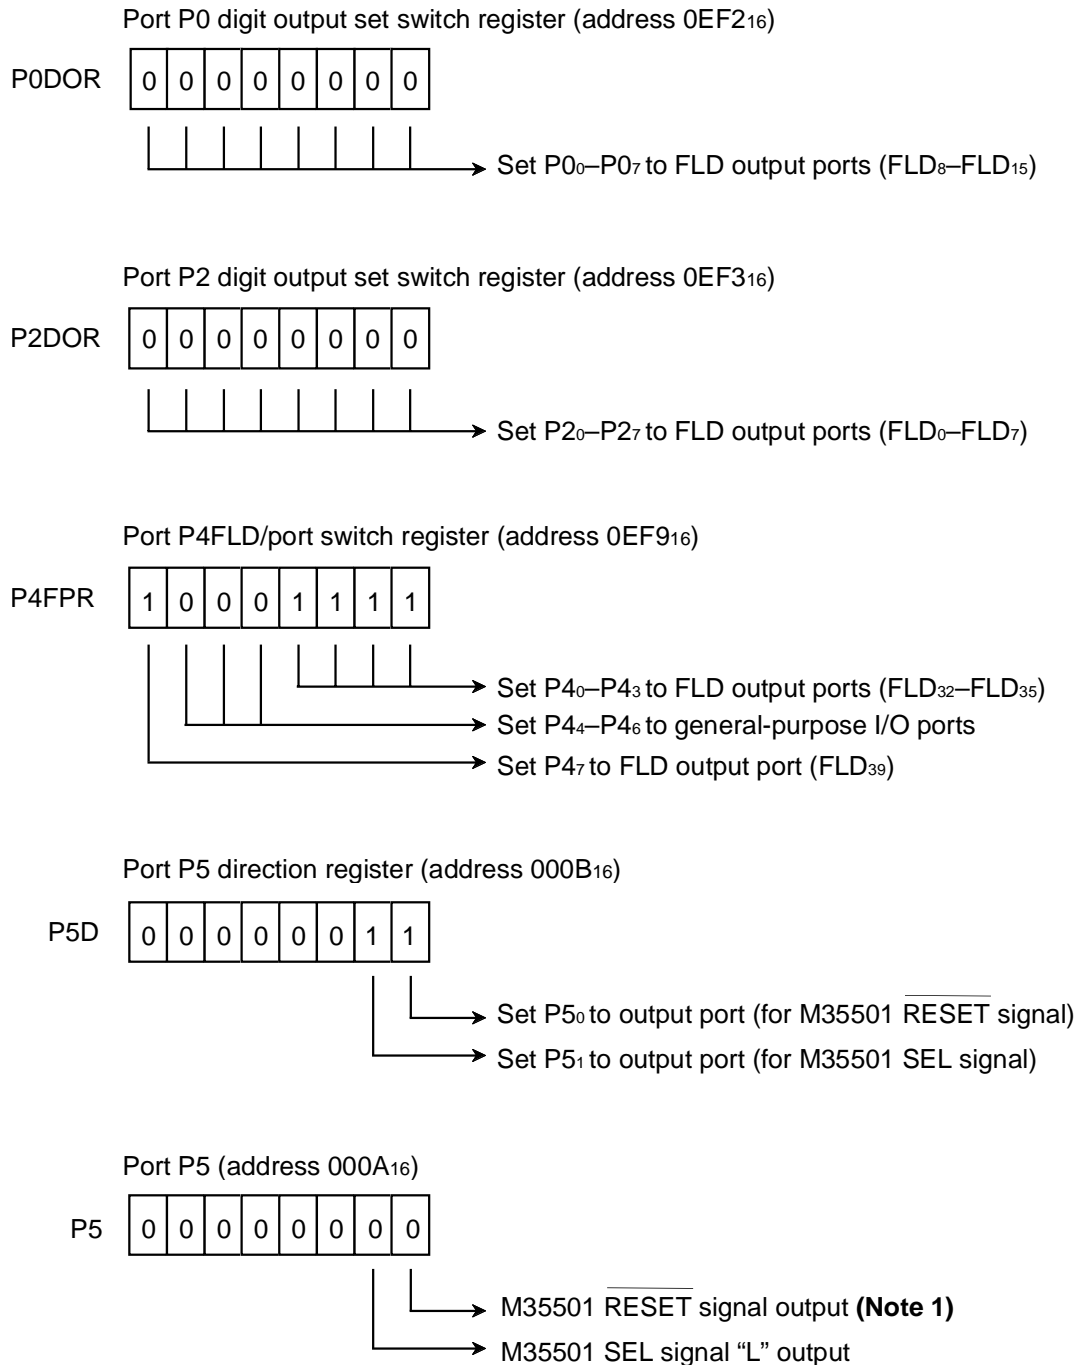 Port P0 digit output set switch register (address 0EF2₁₆)
P0DOR 0 0 0 0 0 0 0 0
Set P0₀–P0₇ to FLD output ports (FLD₈–FLD₁₅)
Port P2 digit output set switch register (address 0EF3₁₆)
P2DOR 0 0 0 0 0 0 0 0
Set P2₀–P2₇ to FLD output ports (FLD₀–FLD₇)
Port P4FLD/port switch register (address 0EF9₁₆)
P4FPR 1 0 0 0 1 1 1 1
Set P4₀–P4₃ to FLD output ports (FLD₃₂–FLD₃₅)
Set P4₄–P4₆ to general-purpose I/O ports
Set P4₇ to FLD output port (FLD₃₉)
Port P5 direction register (address 000B₁₆)
P5D 0 0 0 0 0 0 1 1
Set P5₀ to output port (for M35501 R̅E̅S̅E̅T̅ signal)
Set P5₁ to output port (for M35501 SEL signal)
Port P5 (address 000A₁₆)
P5 0 0 0 0 0 0 0 0
M35501 R̅E̅S̅E̅T̅ signal output (Note 1)
M35501 SEL signal “L” output